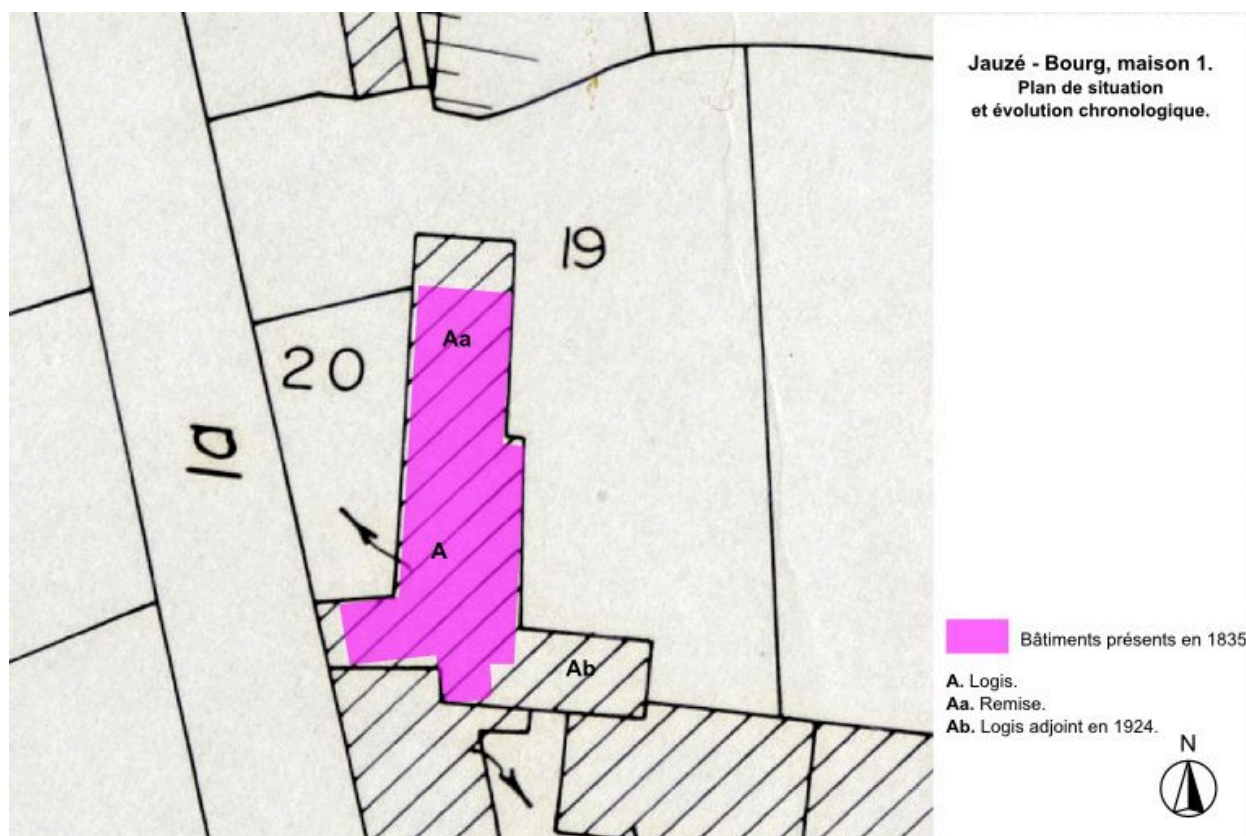 Jauzé - Bourg, maison 1.
Plan de situation
et évolution chronologique.
19
Aa
20
1a
A
Ab
Bâtiments présents en 1835
A. Logis.
Aa. Remise.
Ab. Logis adjoint en 1924.
N